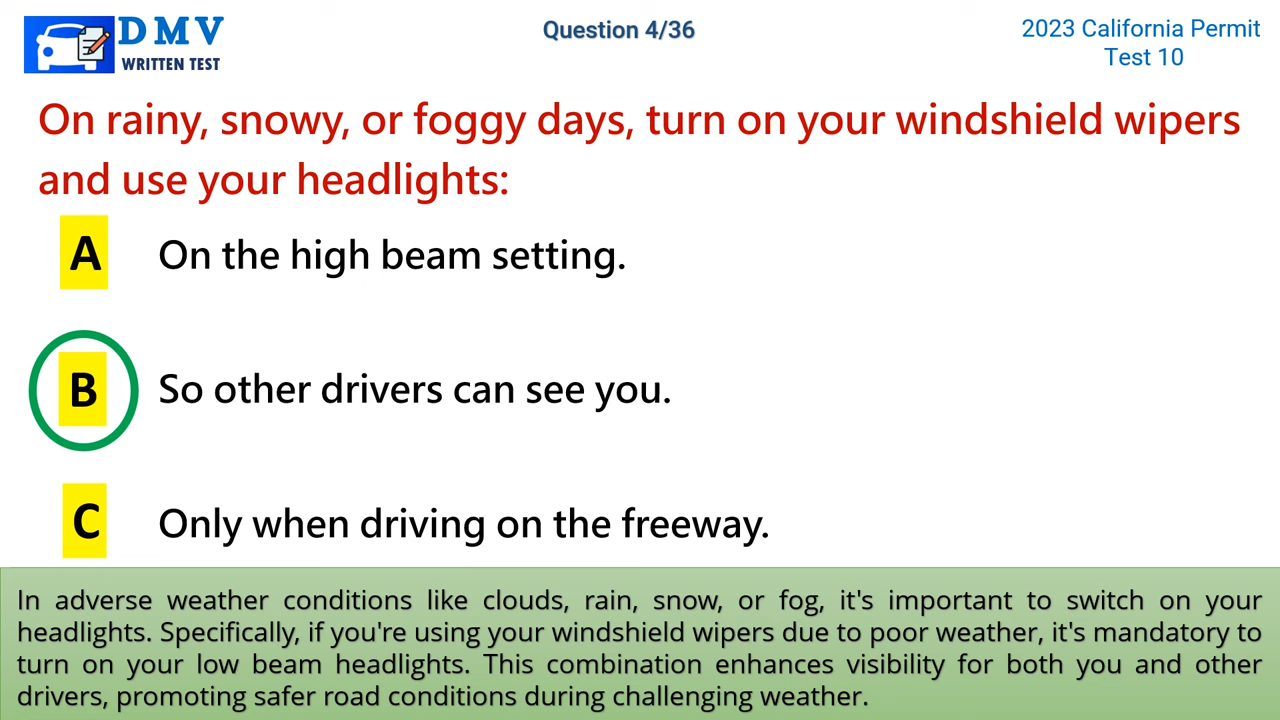 DMV
WRITTEN TEST
Question 4/36
2023 California Permit
Test 10
On rainy, snowy, or foggy days, turn on your windshield wipers
and use your headlights:
A On the high beam setting.
B So other drivers can see you.
C Only when driving on the freeway.
In adverse weather conditions like clouds, rain, snow, or fog, it's important to switch on your
headlights. Specifically, if you're using your windshield wipers due to poor weather, it's mandatory to
turn on your low beam headlights. This combination enhances visibility for both you and other
drivers, promoting safer road conditions during challenging weather.